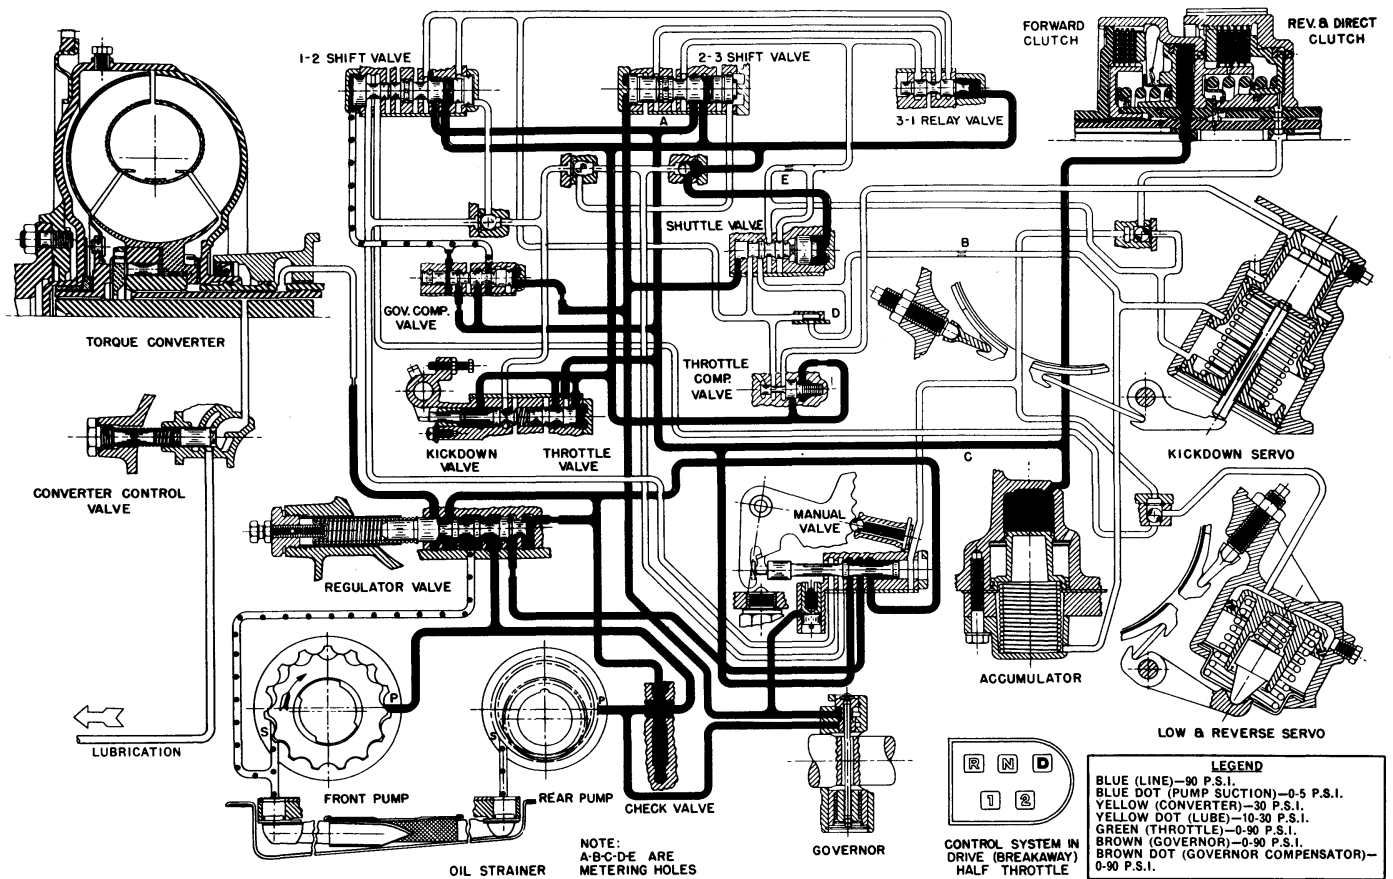 FORWARD
CLUTCH
REV. & DIRECT
CLUTCH
1-2 SHIFT VALVE
2-3 SHIFT VALVE
A
3-1 RELAY VALVE
E
SHUTTLE VALVE
B
GOV. COMP.
VALVE
D
TORQUE CONVERTER
THROTTLE
COMP.
VALVE
KICKDOWN
VALVE
THROTTLE
VALVE
C
KICKDOWN SERVO
CONVERTER CONTROL
VALVE
MANUAL
VALVE
REGULATOR VALVE
ACCUMULATOR
P
S
P
S
LOW & REVERSE SERVO
LUBRICATION
FRONT PUMP
REAR PUMP
CHECK VALVE
GOVERNOR
OIL STRAINER
NOTE:
A-B-C-D-E ARE
METERING HOLES
R N D
1 2
CONTROL SYSTEM IN
DRIVE (BREAKAWAY)
HALF THROTTLE
LEGEND
BLUE (LINE)—90 P.S.I.
BLUE DOT (PUMP SUCTION)—0-5 P.S.I.
YELLOW (CONVERTER)—30 P.S.I.
YELLOW DOT (LUBE)—10-30 P.S.I.
GREEN (THROTTLE)—0-90 P.S.I.
BROWN (GOVERNOR)—0-90 P.S.I.
BROWN DOT (GOVERNOR COMPENSATOR)—
0-90 P.S.I.